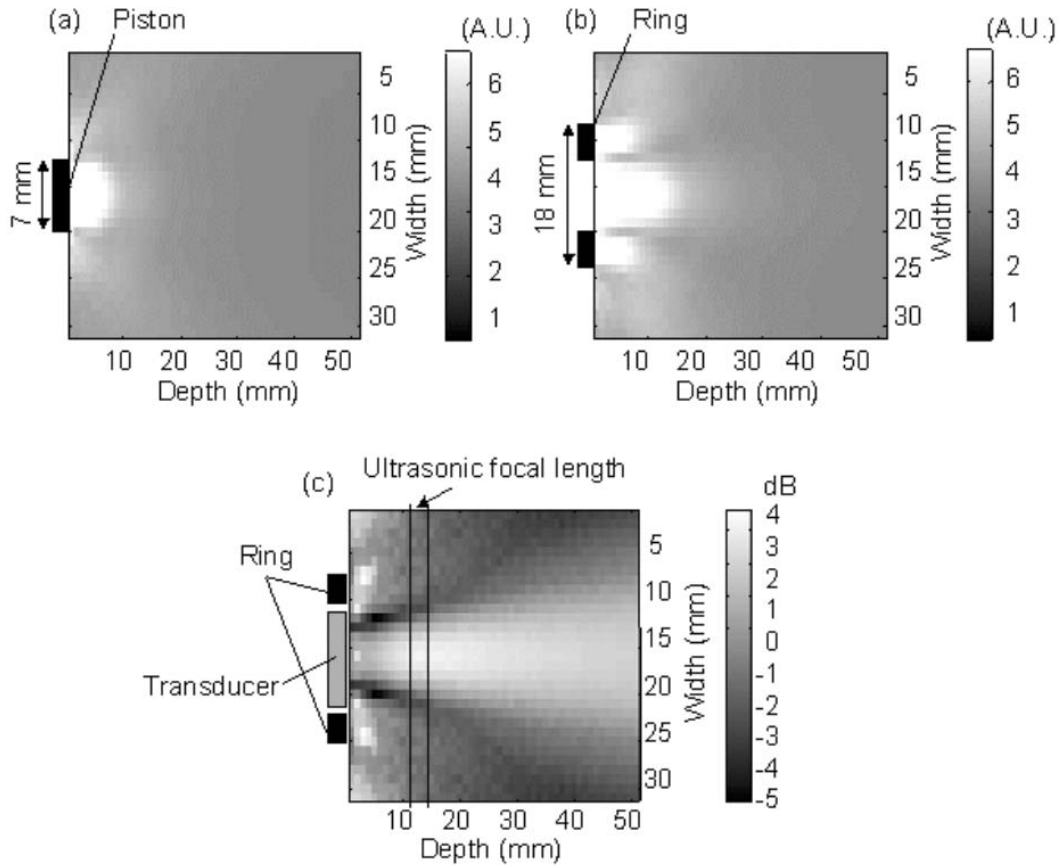 (a) Piston (A.U.)
5
10
15
20
25
30
Width (mm)
7 mm
6
5
4
3
2
1
10 20 30 40 50
Depth (mm)
(b) Ring (A.U.)
5
10
15
20
25
30
Width (mm)
18 mm
6
5
4
3
2
1
10 20 30 40 50
Depth (mm)
(c) Ultrasonic focal length
dB
Ring
Transducer
5
10
15
20
25
30
Width (mm)
4
3
2
1
0
-1
-2
-3
-4
-5
10 20 30 40 50
Depth (mm)